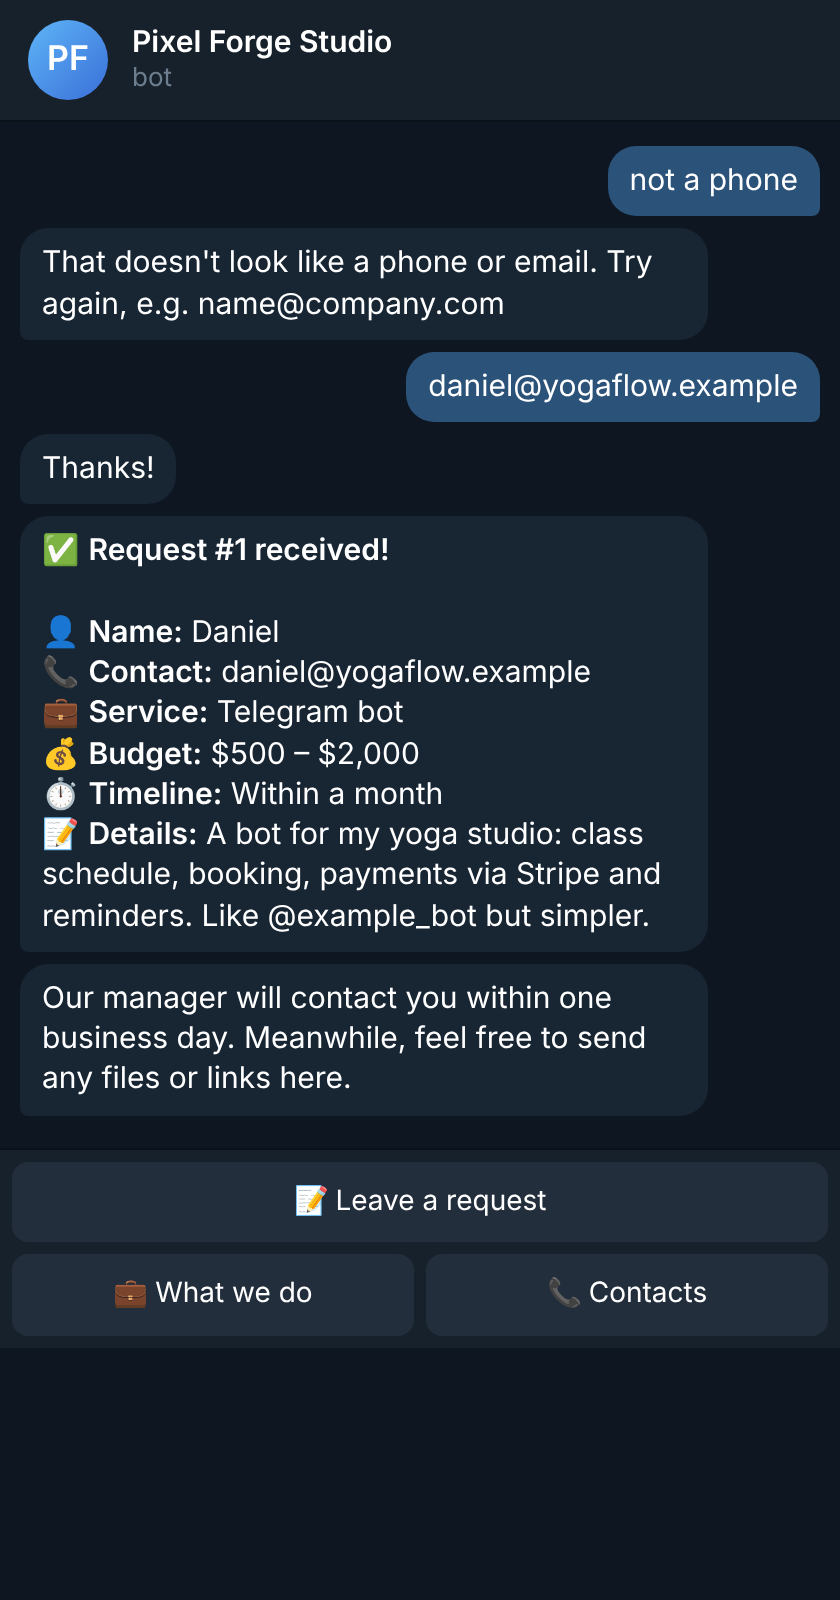 PF
Pixel Forge Studio
bot
not a phone
That doesn't look like a phone or email. Try
again, e.g. name@company.com
daniel@yogaflow.example
Thanks!
✅ Request #1 received!
👤 Name: Daniel
📞 Contact: daniel@yogaflow.example
💼 Service: Telegram bot
💰 Budget: $500 – $2,000
⏱️ Timeline: Within a month
📝 Details: A bot for my yoga studio: class
schedule, booking, payments via Stripe and
reminders. Like @example_bot but simpler.
Our manager will contact you within one
business day. Meanwhile, feel free to send
any files or links here.
📝 Leave a request
💼 What we do
📞 Contacts